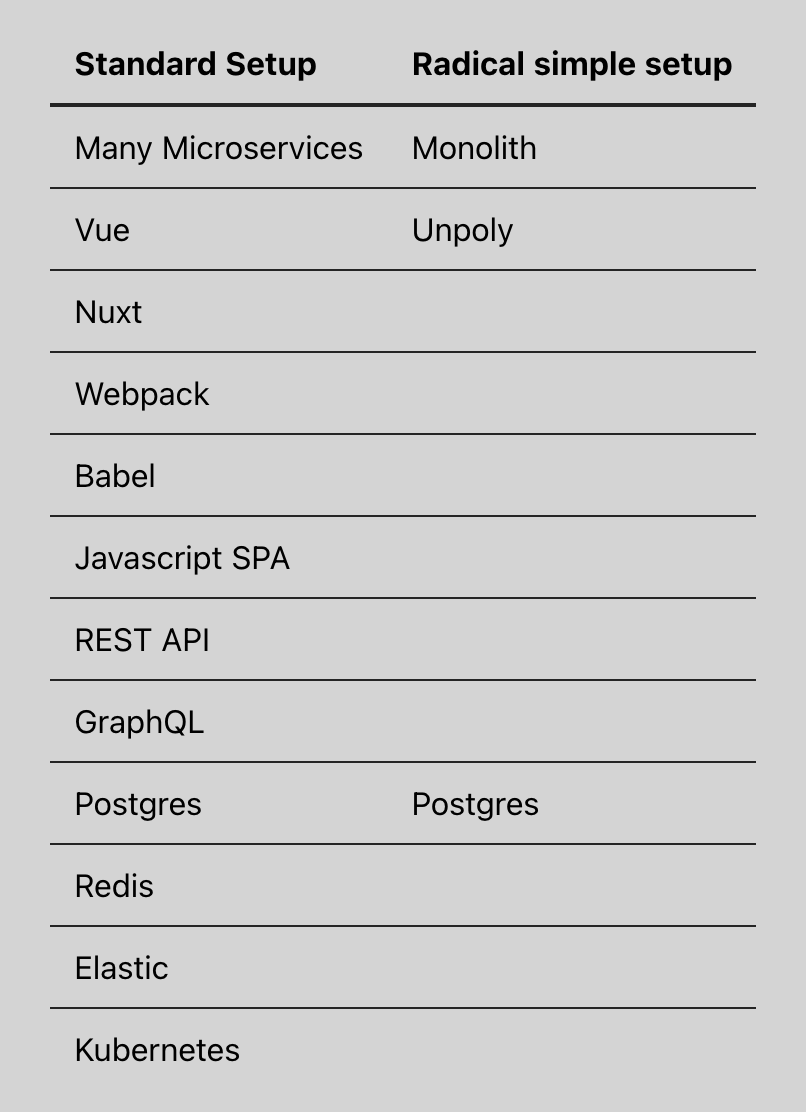 Standard Setup Radical simple setup
Many Microservices Monolith
Vue Unpoly
Nuxt
Webpack
Babel
Javascript SPA
REST API
GraphQL
Postgres Postgres
Redis
Elastic
Kubernetes